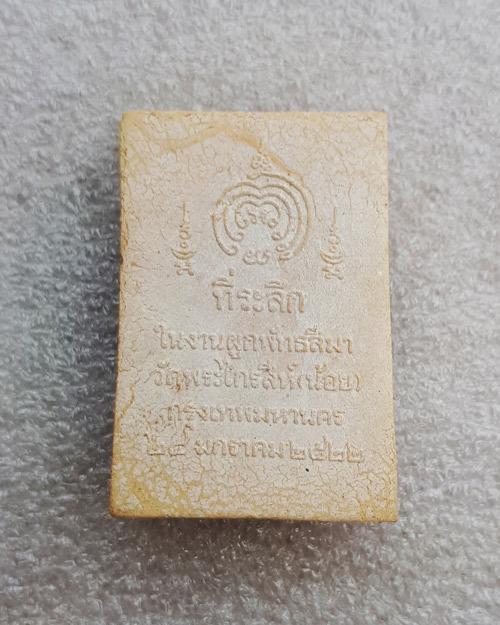 ที่ระลึก
ในงานผูกพัทธสีมา
วัดพระไกรสีห์(น้อย)
กรุงเทพมหานคร
๒๕ มกราคม ๒๕๒๒